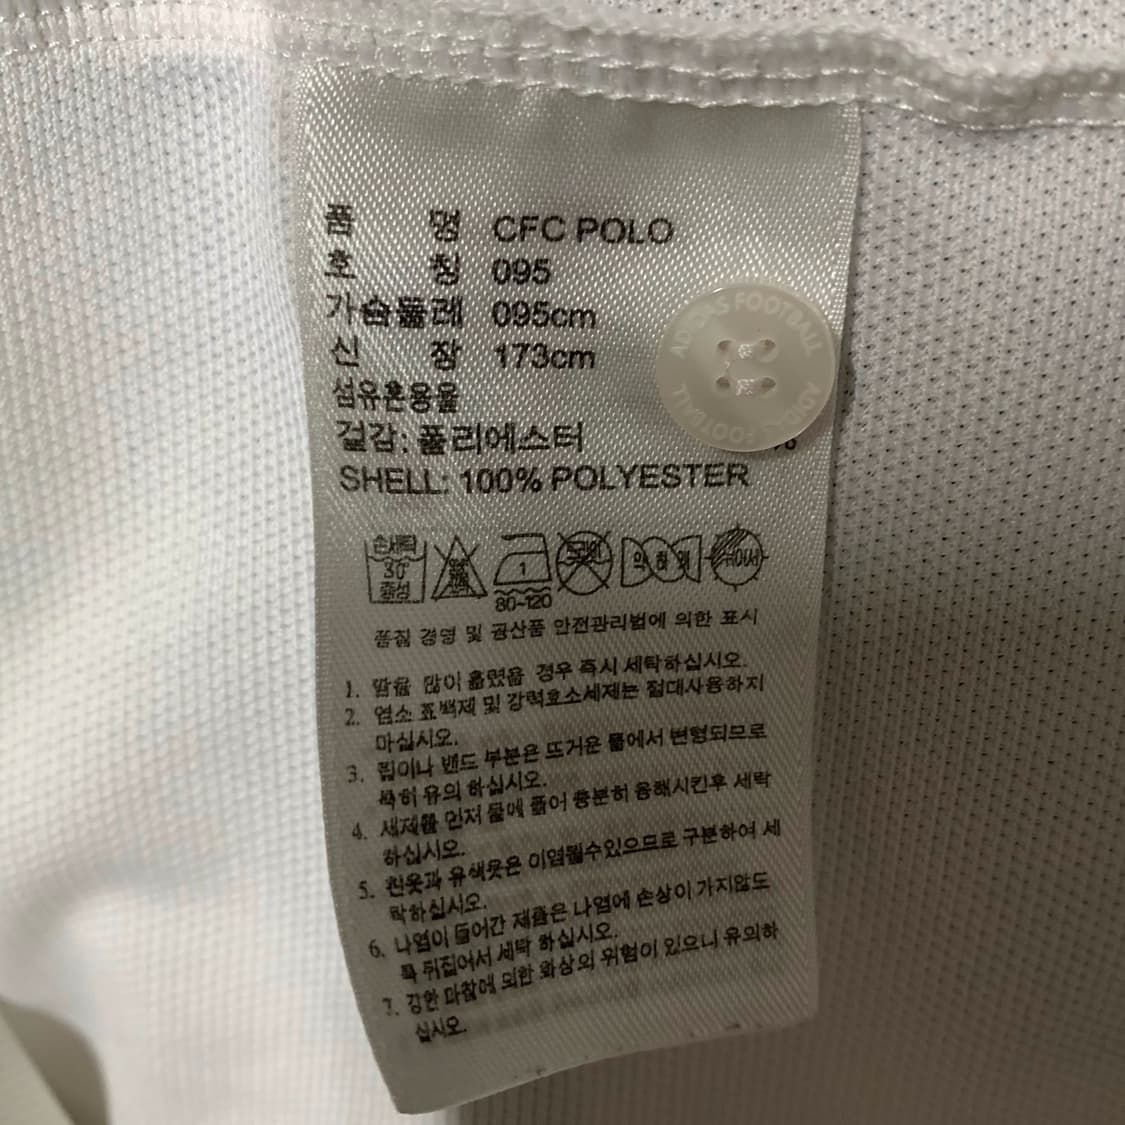 품 명 CFC POLO
호 칭 095
가슴둘레 095cm
신 장 173cm
섬유혼용율
겉감: 폴리에스터 %
SHELL: 100% POLYESTER
ADIDAS FOOTBALL
ADIDAS FOOTBALL
손세탁
30°
중성
1
80~120
드라이
약하게
품질 경영 및 공산품 안전관리법에 의한 표시
1. 땀을 많이 흘렸을 경우 즉시 세탁하십시오.
2. 염소 표백제 및 강력효소세제는 절대사용하지
마십시오.
3. 립이나 밴드 부분은 뜨거운 물에서 변형되므로
특히 유의 하십시오.
4. 세제를 먼저 물에 풀어 충분히 용해시킨후 세탁
하십시오.
5. 흰옷과 유색옷은 이염될수있으므로 구분하여 세
탁하십시오.
6. 나염이 들어간 제품은 나염에 손상이 가지않도
록 뒤집어서 세탁 하십시오.
7. 강한 마찰에 의한 화상의 위험이 있으니 유의하
십시오.